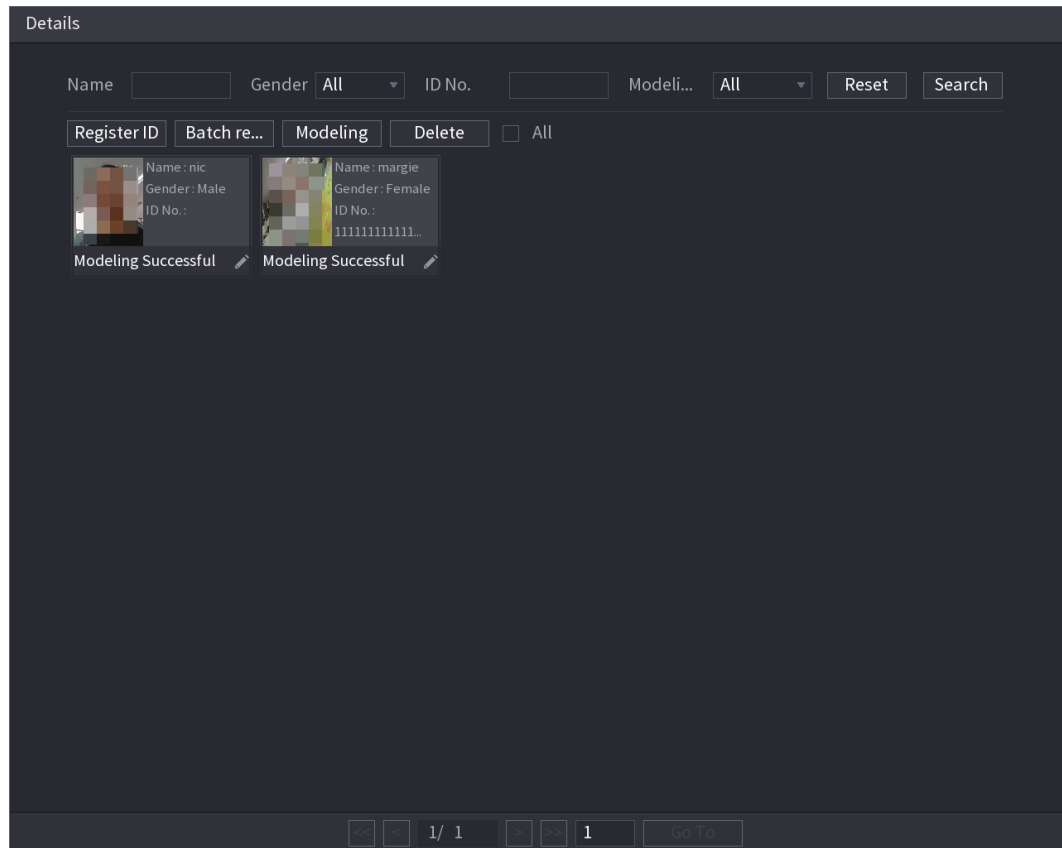 Details
Name Gender All ID No. Modeli... All Reset Search
Register ID Batch re... Modeling Delete All
Name : nic
Gender : Male
ID No. :
Modeling Successful
Name : margie
Gender : Female
ID No. :
111111111111...
Modeling Successful
<< < 1/ 1 > >> 1 Go To